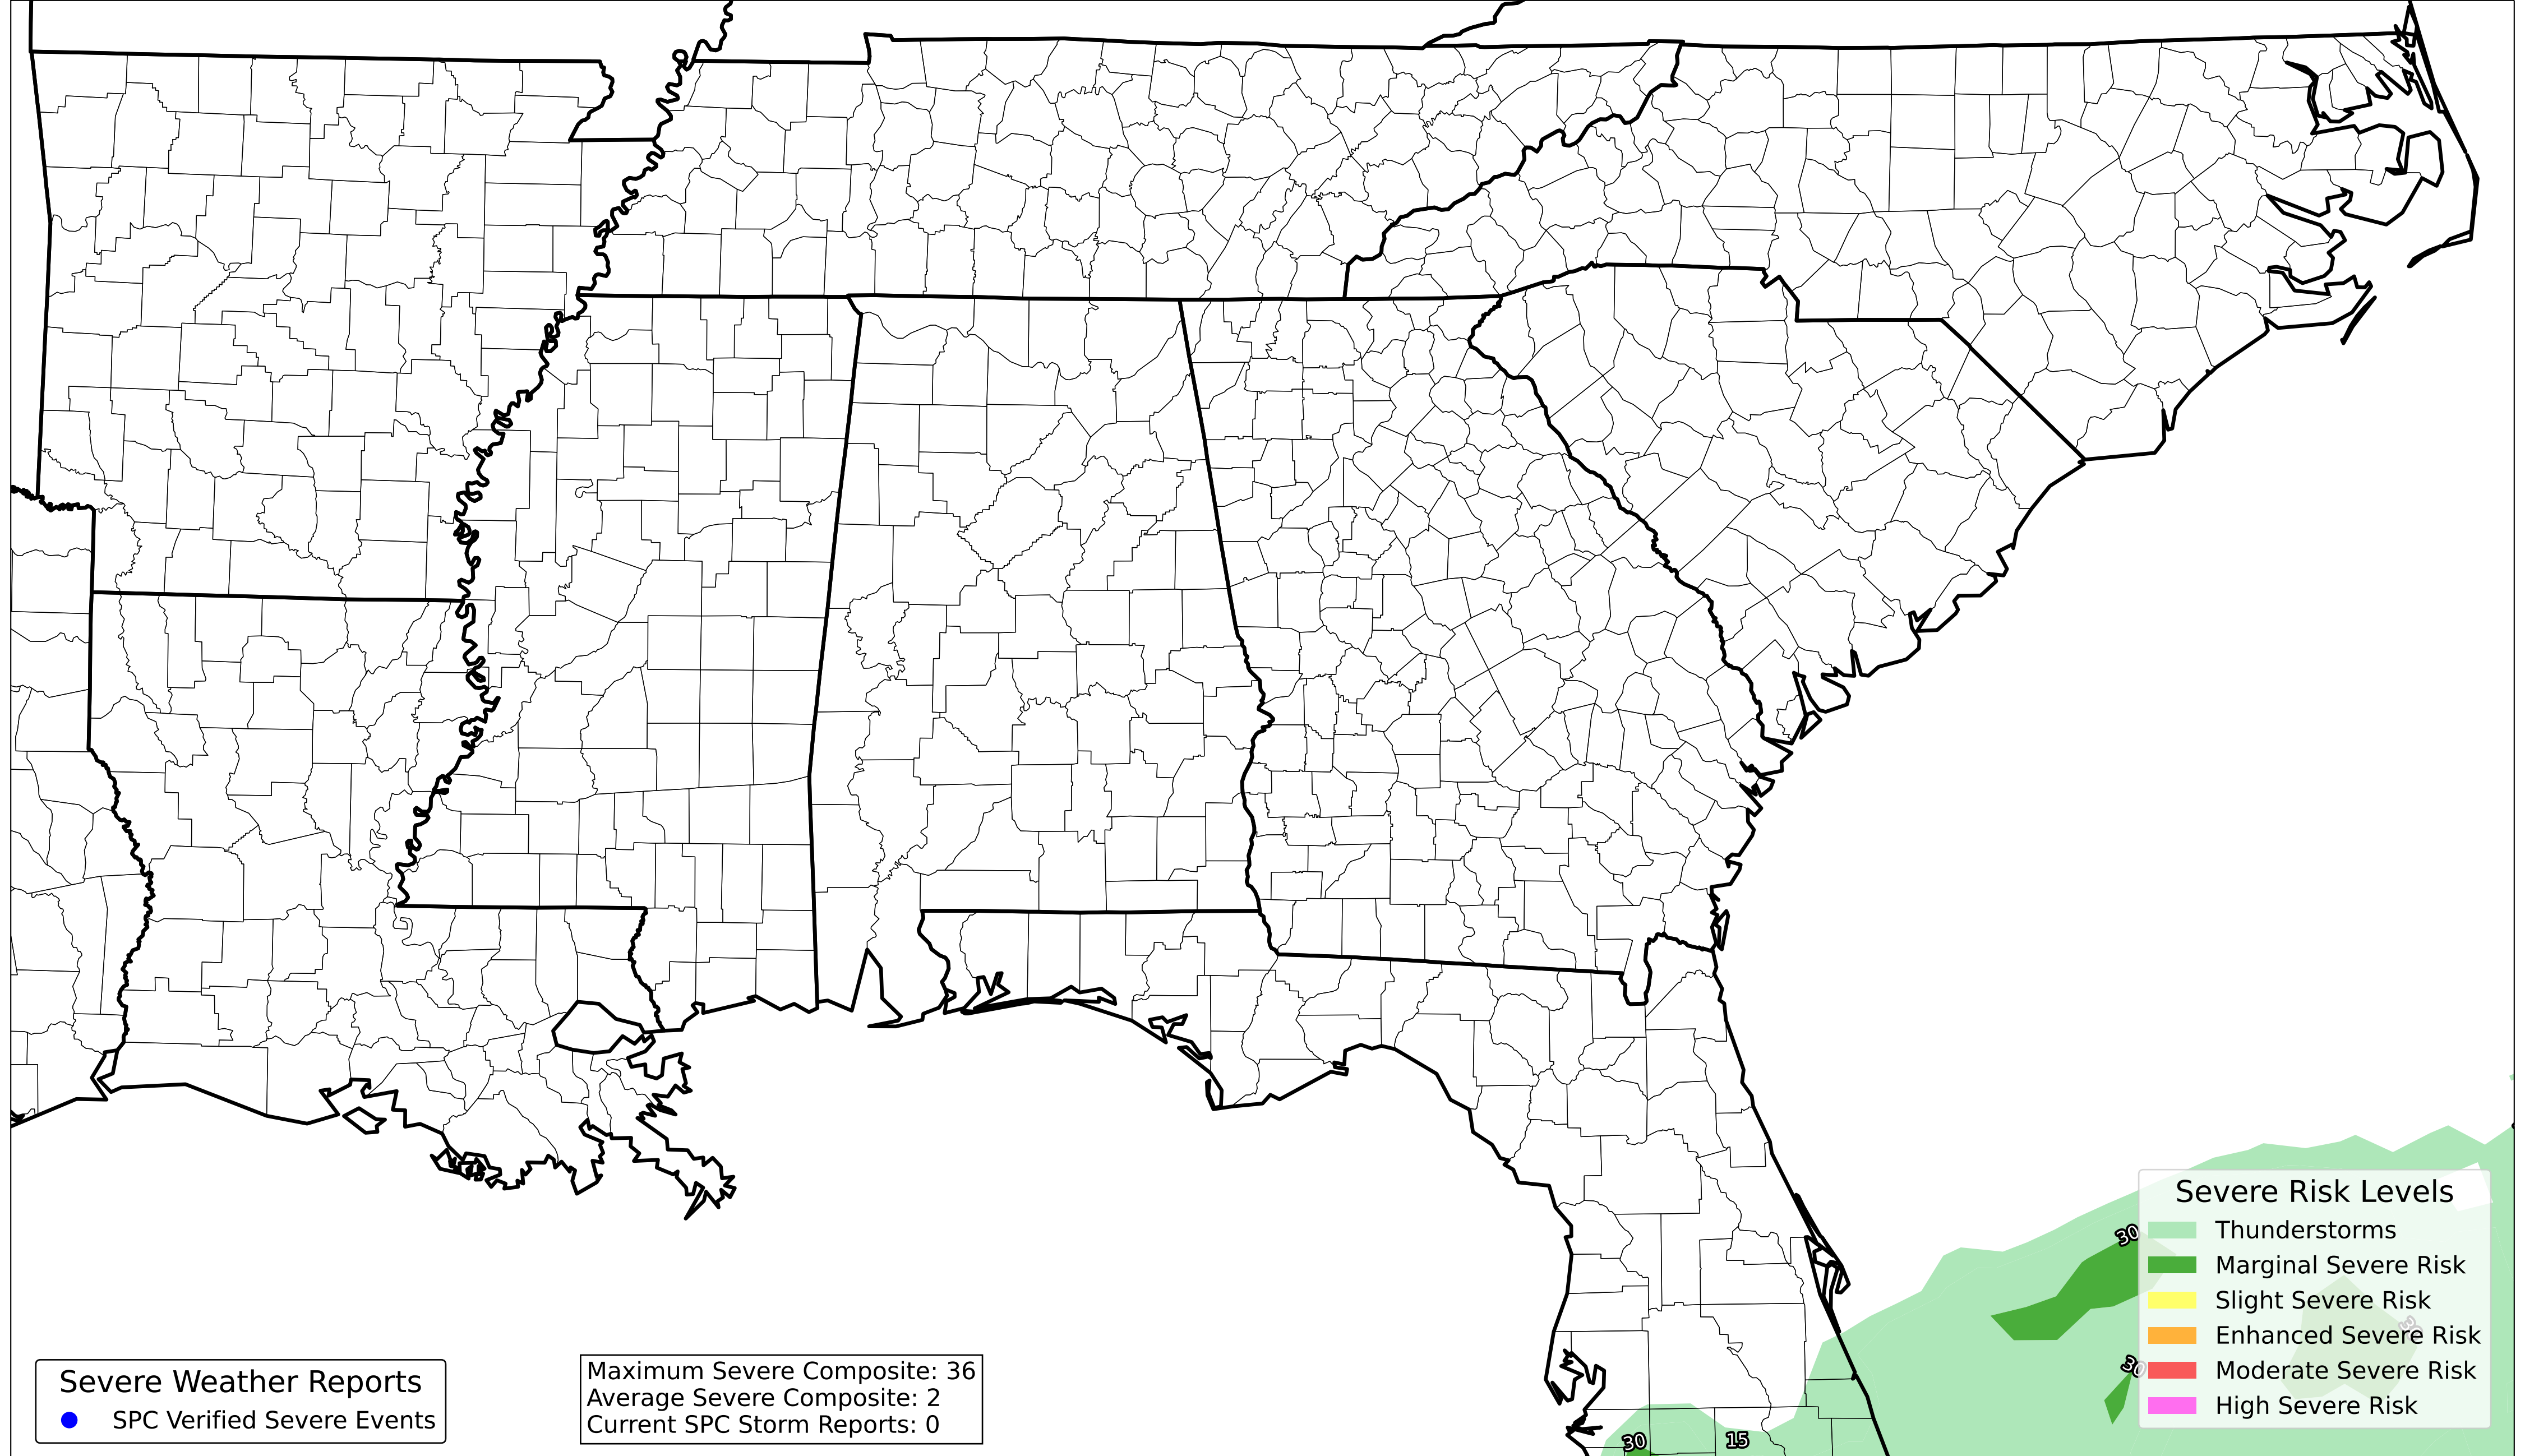 30
Severe Risk Levels
Thunderstorms
Marginal Severe Risk
Slight Severe Risk
Enhanced Severe Risk
Moderate Severe Risk
High Severe Risk
30
30
Severe Weather Reports
SPC Verified Severe Events
Maximum Severe Composite: 36
Average Severe Composite: 2
Current SPC Storm Reports: 0
30
15